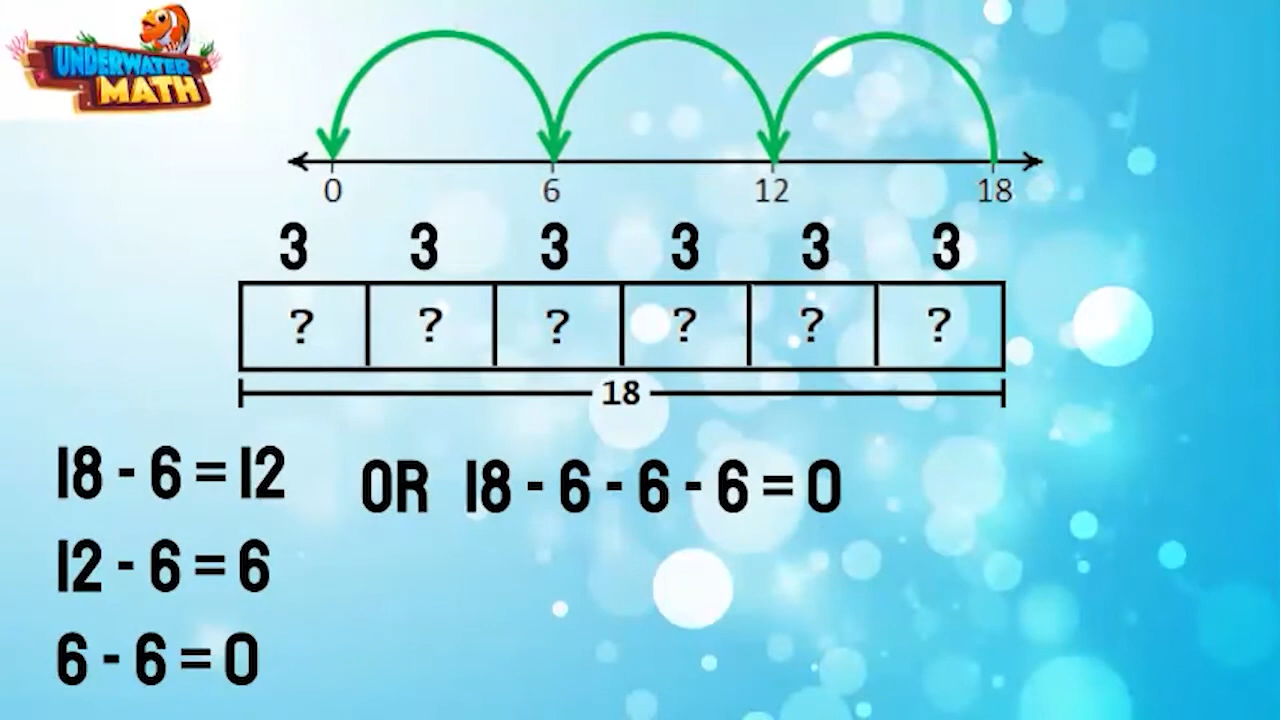 UNDERWATER
MATH
0 6 12 18
3 3 3 3 3 3
? ? ? ? ? ?
18
18 - 6 = 12 OR 18 - 6 - 6 - 6 = 0
12 - 6 = 6
6 - 6 = 0